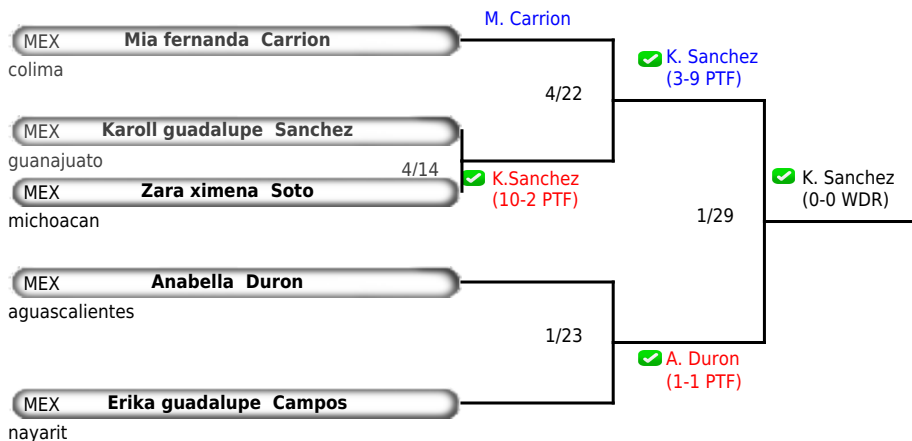 M. Carrion
MEX Mia fernanda Carrion
colima
K. Sanchez
(3-9 PTF)
4/22
MEX Karoll guadalupe Sanchez
guanajuato
4/14
K.Sanchez
(10-2 PTF)
MEX Zara ximena Soto
michoacan
K. Sanchez
(0-0 WDR)
1/29
MEX Anabella Duron
aguascalientes
1/23
A. Duron
(1-1 PTF)
MEX Erika guadalupe Campos
nayarit